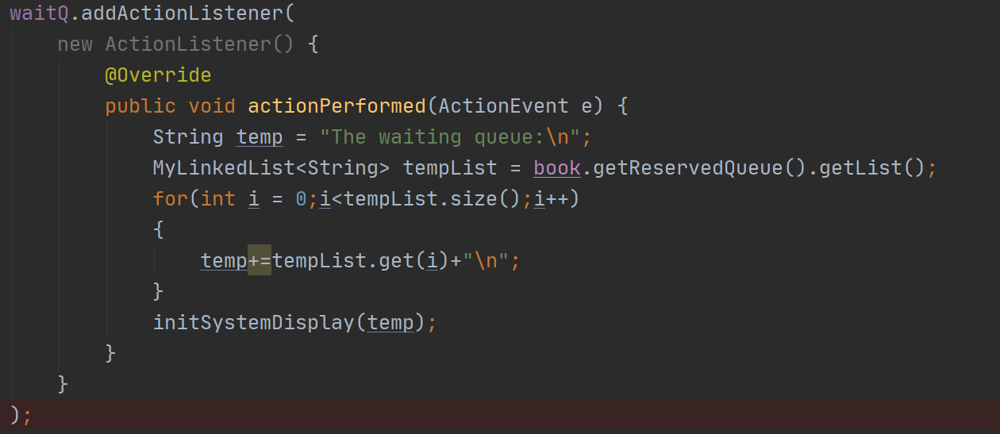 waitQ.addActionListener(
    new ActionListener() {
        @Override
        public void actionPerformed(ActionEvent e) {
            String temp = "The waiting queue:\n";
            MyLinkedList<String> tempList = book.getReservedQueue().getList();
            for(int i = 0;i<tempList.size();i++)
            {
                temp+=tempList.get(i)+"\n";
            }
            initSystemDisplay(temp);
        }
    }
);